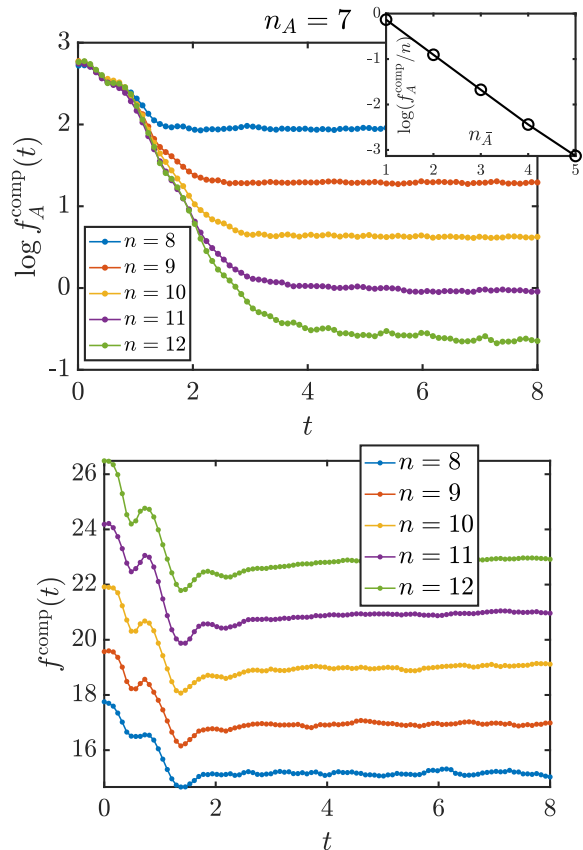 n_A = 7
log f_A^comp(t)
3
2
1
0
-1
n = 8
n = 9
n = 10
n = 11
n = 12
0 2 4 6 8
t
log(f_A^comp/n)
0
-1
-2
-3
n_Ā
1 2 3 4 5
f^comp(t)
26
24
22
20
18
16
n = 8
n = 9
n = 10
n = 11
n = 12
0 2 4 6 8
t